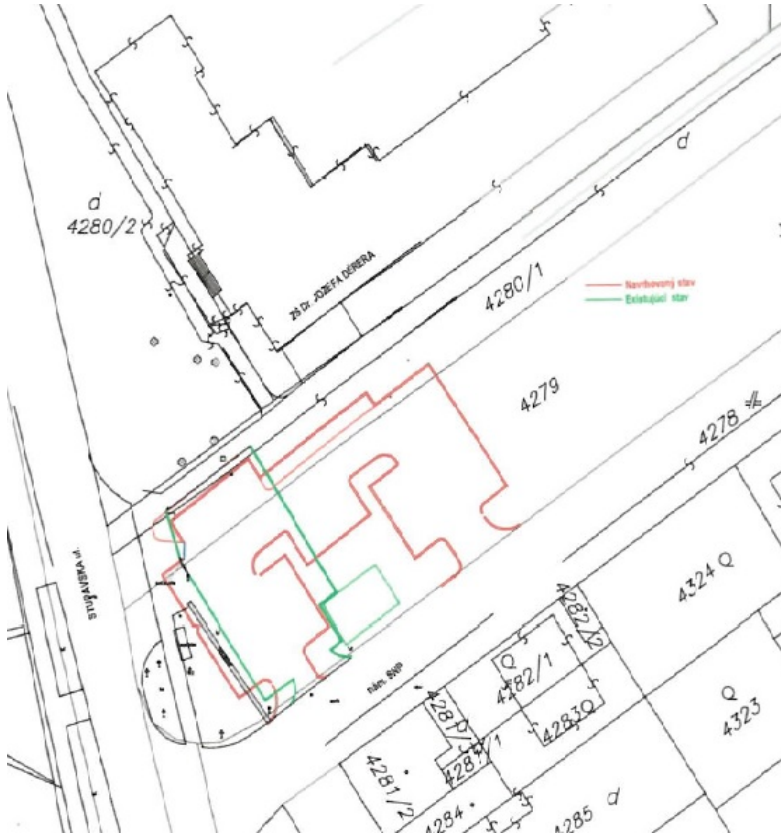 4280/2
ZŠ Dr. JOZEFA DÉRERA
4280/1
Navrhovaný stav
Existujúci stav
4279
4278
STUPAVSKA ul.
nám. SNP
4324
4282/2
4282/1
4283
4323
4281/2
4284
4285